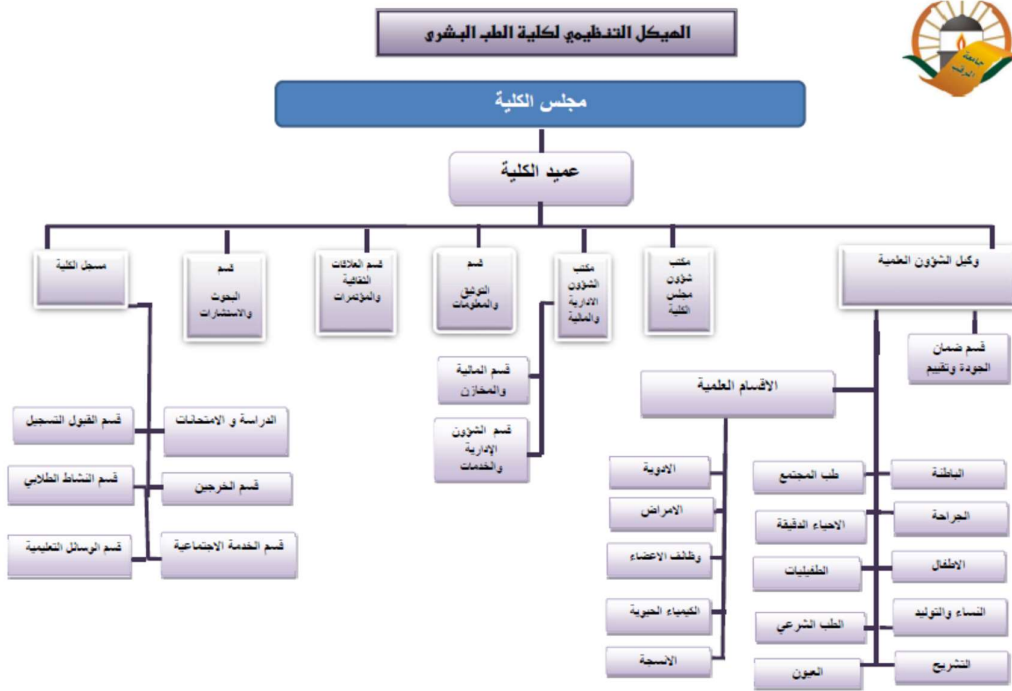 الهيكل التنظيمي لكلية الطب البشرى
جامعة
المرقب
مجلس الكلية
عميد الكلية
وكيل الشؤون العلمية
مكتب
شؤون
مجلس
الكلية
مكتب
الشؤون
الادارية
والمالية
قسم
التوثيق
والمعلومات
قسم العلاقات
الثقافية
والمؤتمرات
قسم
البحوث
والاستشارات
مسجل الكلية
قسم ضمان
الجودة وتقييم
الاقسام العلمية
قسم المالية
والمخازن
قسم الشؤون
الإدارية
والخدمات
الدراسة و الامتحانات
قسم القبول التسجيل
قسم الخرجين
قسم النشاط الطلابي
قسم الخدمة الاجتماعية
قسم الوسائل التعليمية
الباطنة
طب المجتمع
الادوية
الجراحة
الاحياء الدقيقة
الامراض
الاطفال
الطفيليات
وظائف الاعضاء
النساء والتوليد
الطب الشرعي
الكيمياء الحيوية
التشريح
العيون
الانسجة